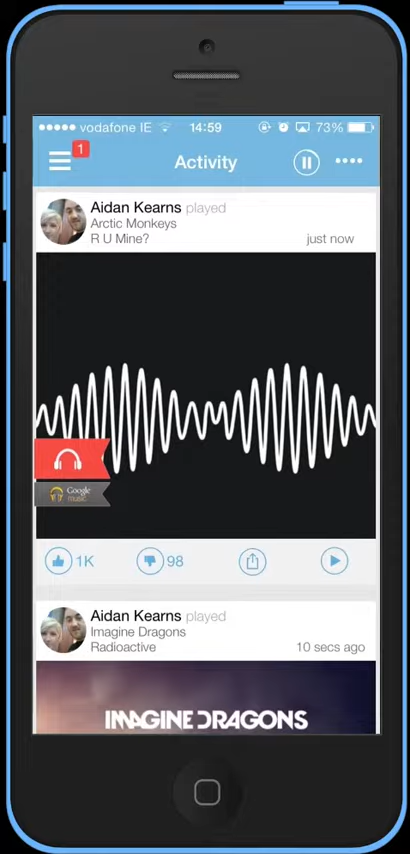 vodafone IE 14:59 73%
1
Activity
Aidan Kearns played
Arctic Monkeys
R U Mine? just now
Google
music
1K 98
Aidan Kearns played
Imagine Dragons
Radioactive 10 secs ago
IMAGINE DRAGONS